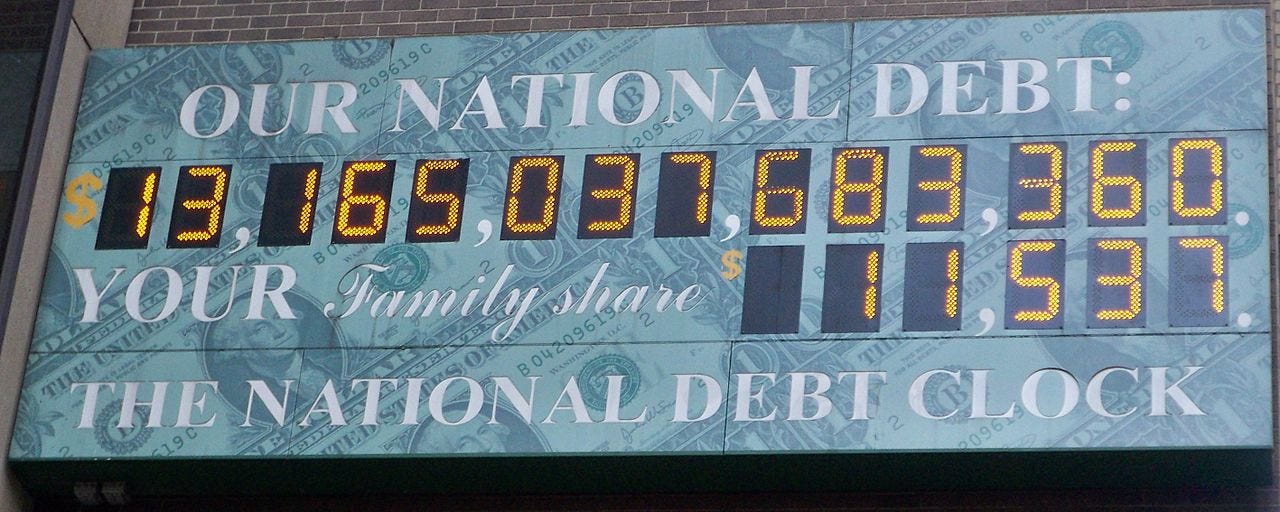 OUR NATIONAL DEBT:
$13,165,037,683,360.
YOUR Family share $11,537.
THE NATIONAL DEBT CLOCK